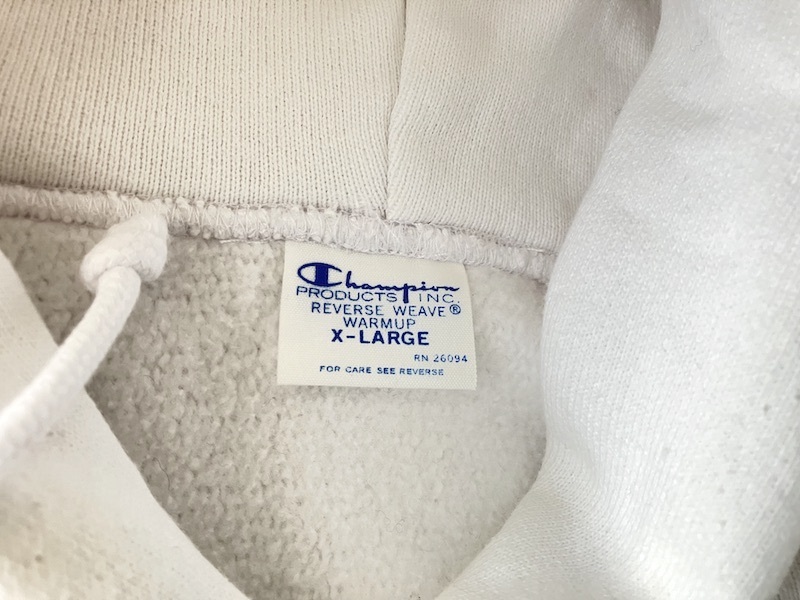 Champion
PRODUCTS INC.
REVERSE WEAVE®
WARMUP
X-LARGE
RN 26094
FOR CARE SEE REVERSE